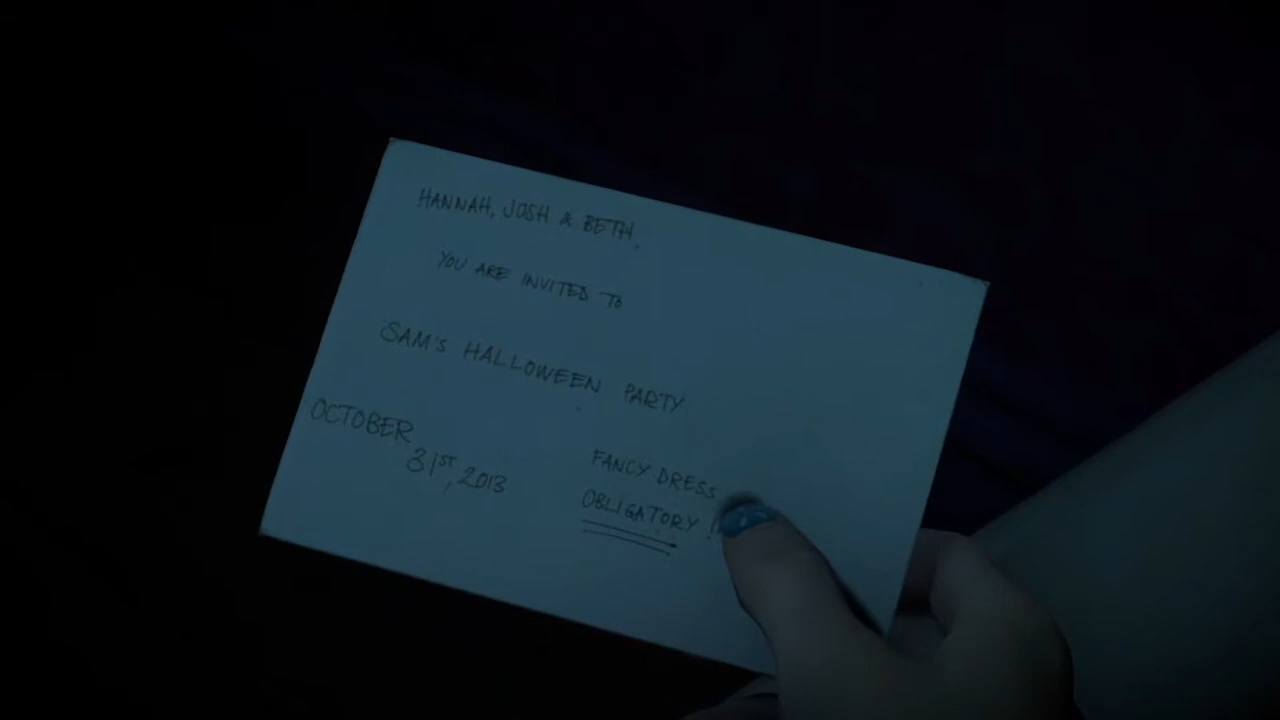 HANNAH, JOSH & BETH,
YOU ARE INVITED TO
SAM'S HALLOWEEN PARTY
OCTOBER
31ST, 2013
FANCY DRESS
OBLIGATORY !!